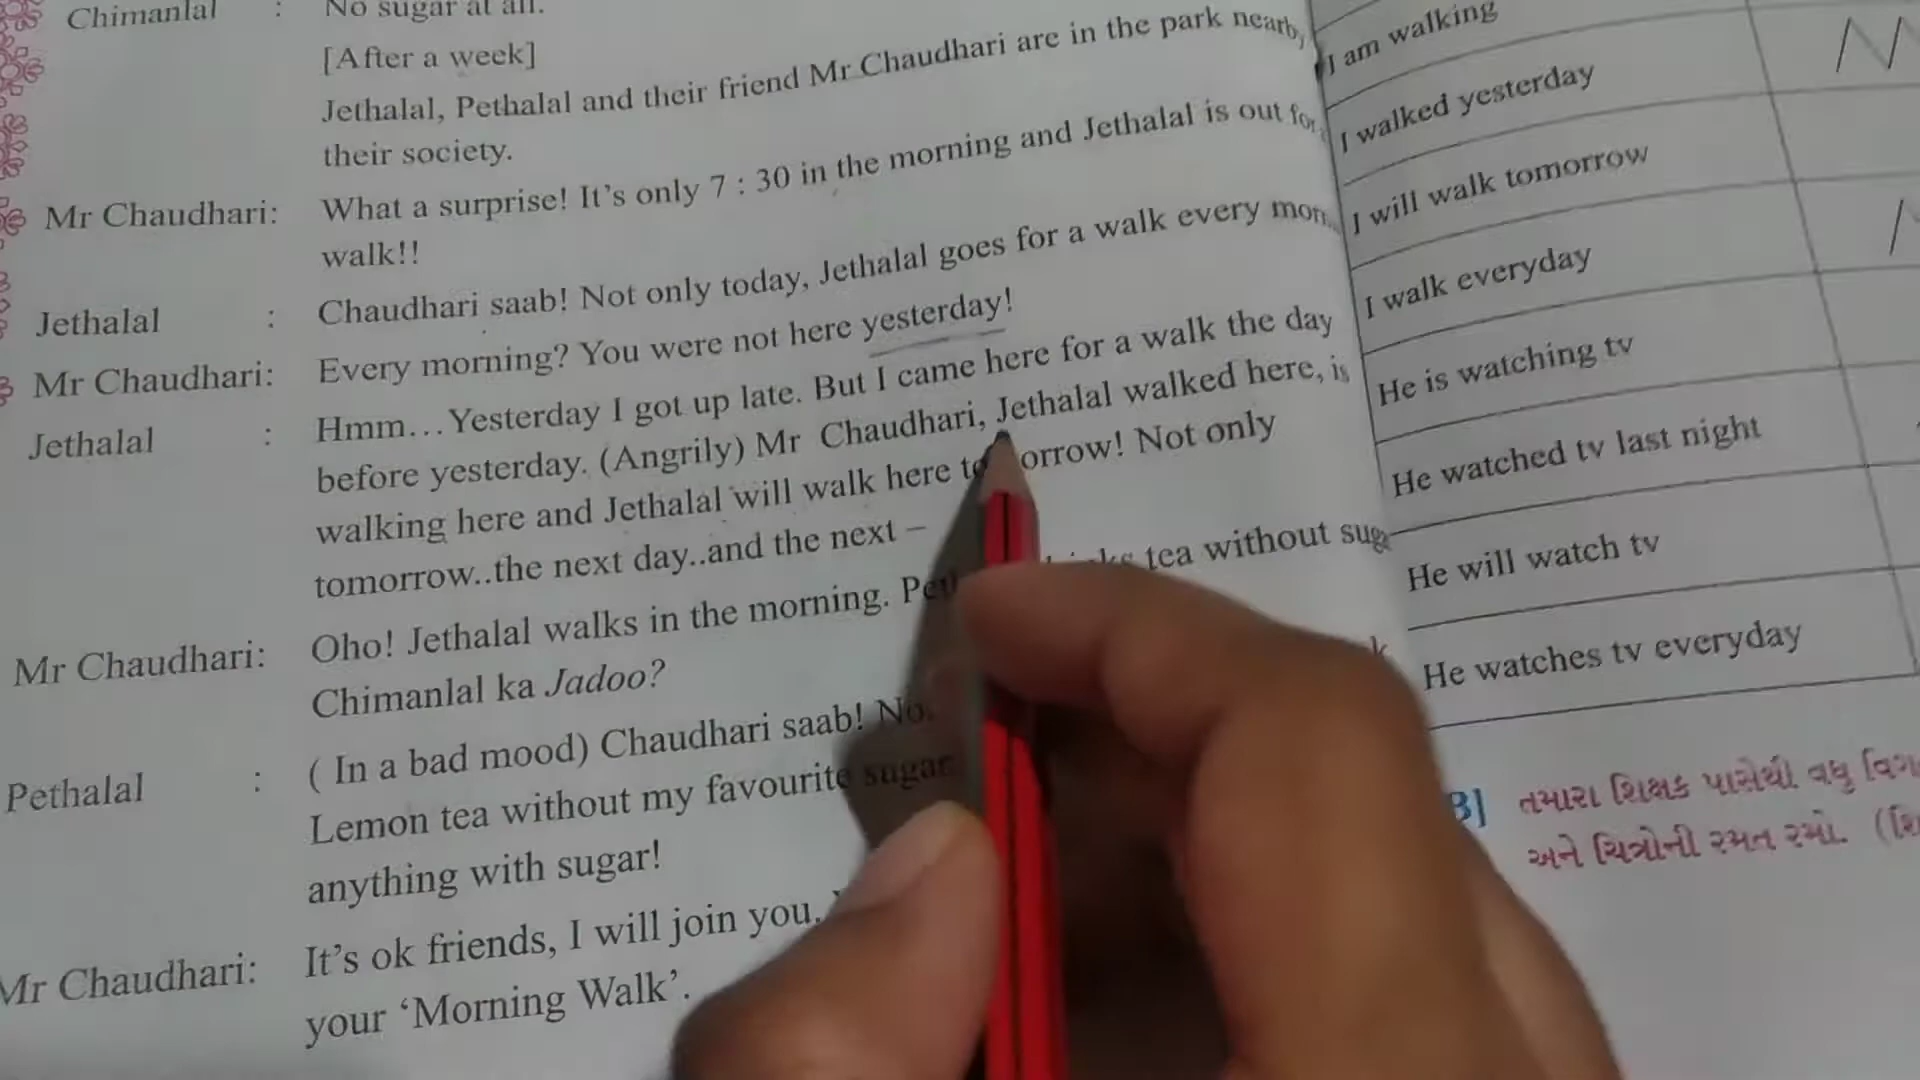 Chimanlal : No sugar at all.
[After a week]
Jethalal, Pethalal and their friend Mr Chaudhari are in the park nearby,
their society.
Mr Chaudhari: What a surprise! It's only 7 : 30 in the morning and Jethalal is out for
walk!!
Jethalal : Chaudhari saab! Not only today, Jethalal goes for a walk every
Mr Chaudhari: Every morning? You were not here yesterday!
Jethalal : Hmm...Yesterday I got up late. But I came here for a walk the day
before yesterday. (Angrily) Mr Chaudhari, Jethalal walked here, is
walking here and Jethalal will walk here tomorrow! Not only
tomorrow..the next day..and the next –
Mr Chaudhari: Oho! Jethalal walks in the morning. tea without
Chimanlal ka Jadoo?
Pethalal : ( In a bad mood) Chaudhari saab! No
Lemon tea without my favourite sugar
anything with sugar!
Mr Chaudhari: It's ok friends, I will join you.
your 'Morning Walk'.
I am walking
I walked yesterday
I will walk tomorrow
I walk everyday
He is watching tv
He watched tv last night
He will watch tv
He watches tv everyday
B] તમારા શિક્ષક પાસેથી વધુ
અને ચિત્રોની રમત રમો.